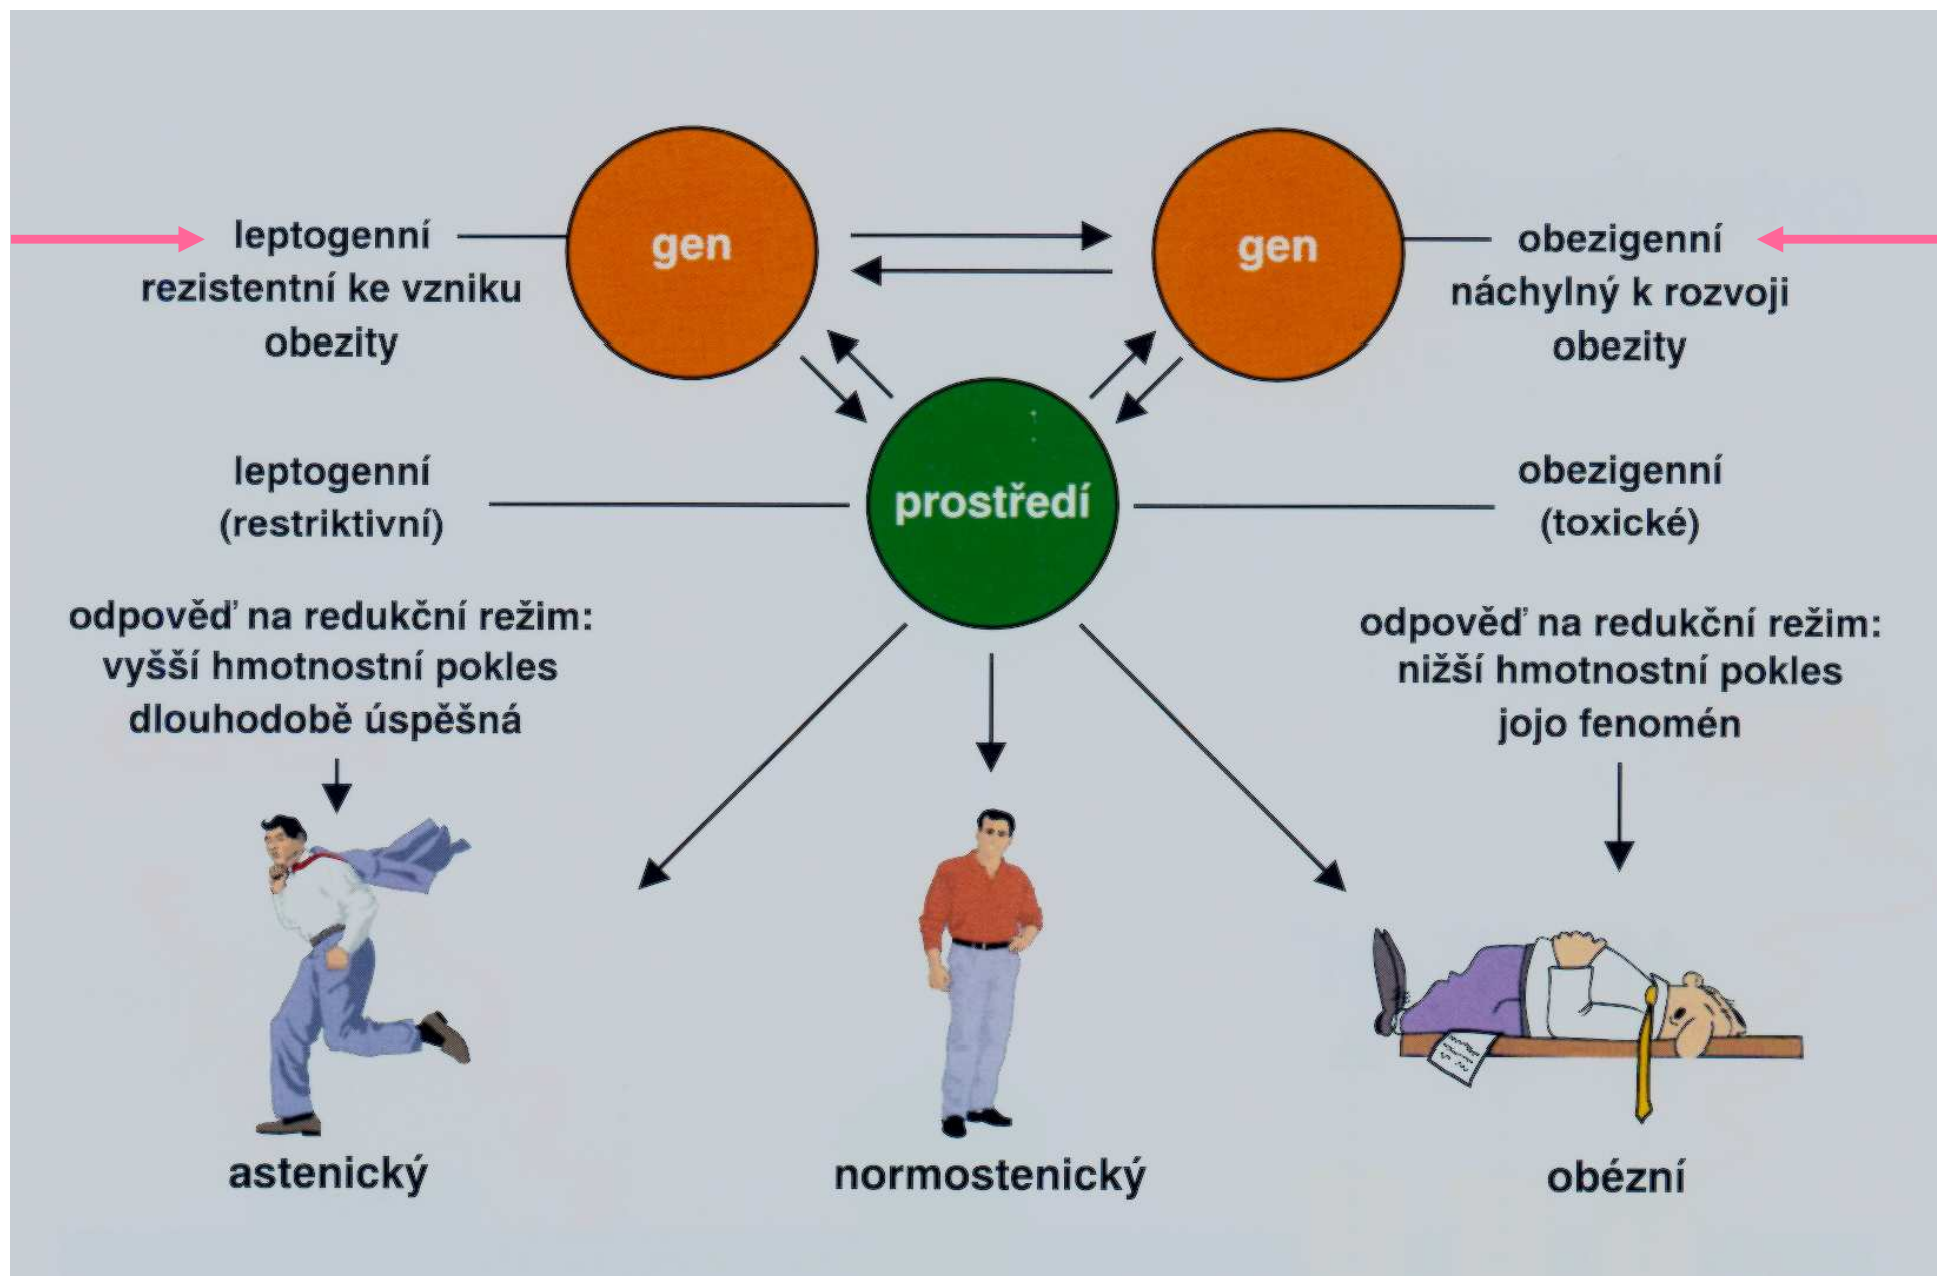 gen
gen
leptogenní
rezistentní ke vzniku
obezity
obezigenní
náchylný k rozvoji
obezity
leptogenní
(restriktivní)
prostředí
obezigenní
(toxické)
odpověď na redukční režim:
vyšší hmotnostní pokles
dlouhodobě úspěšná
odpověď na redukční režim:
nižší hmotnostní pokles
jojo fenomén
astenický
normostenický
obézní